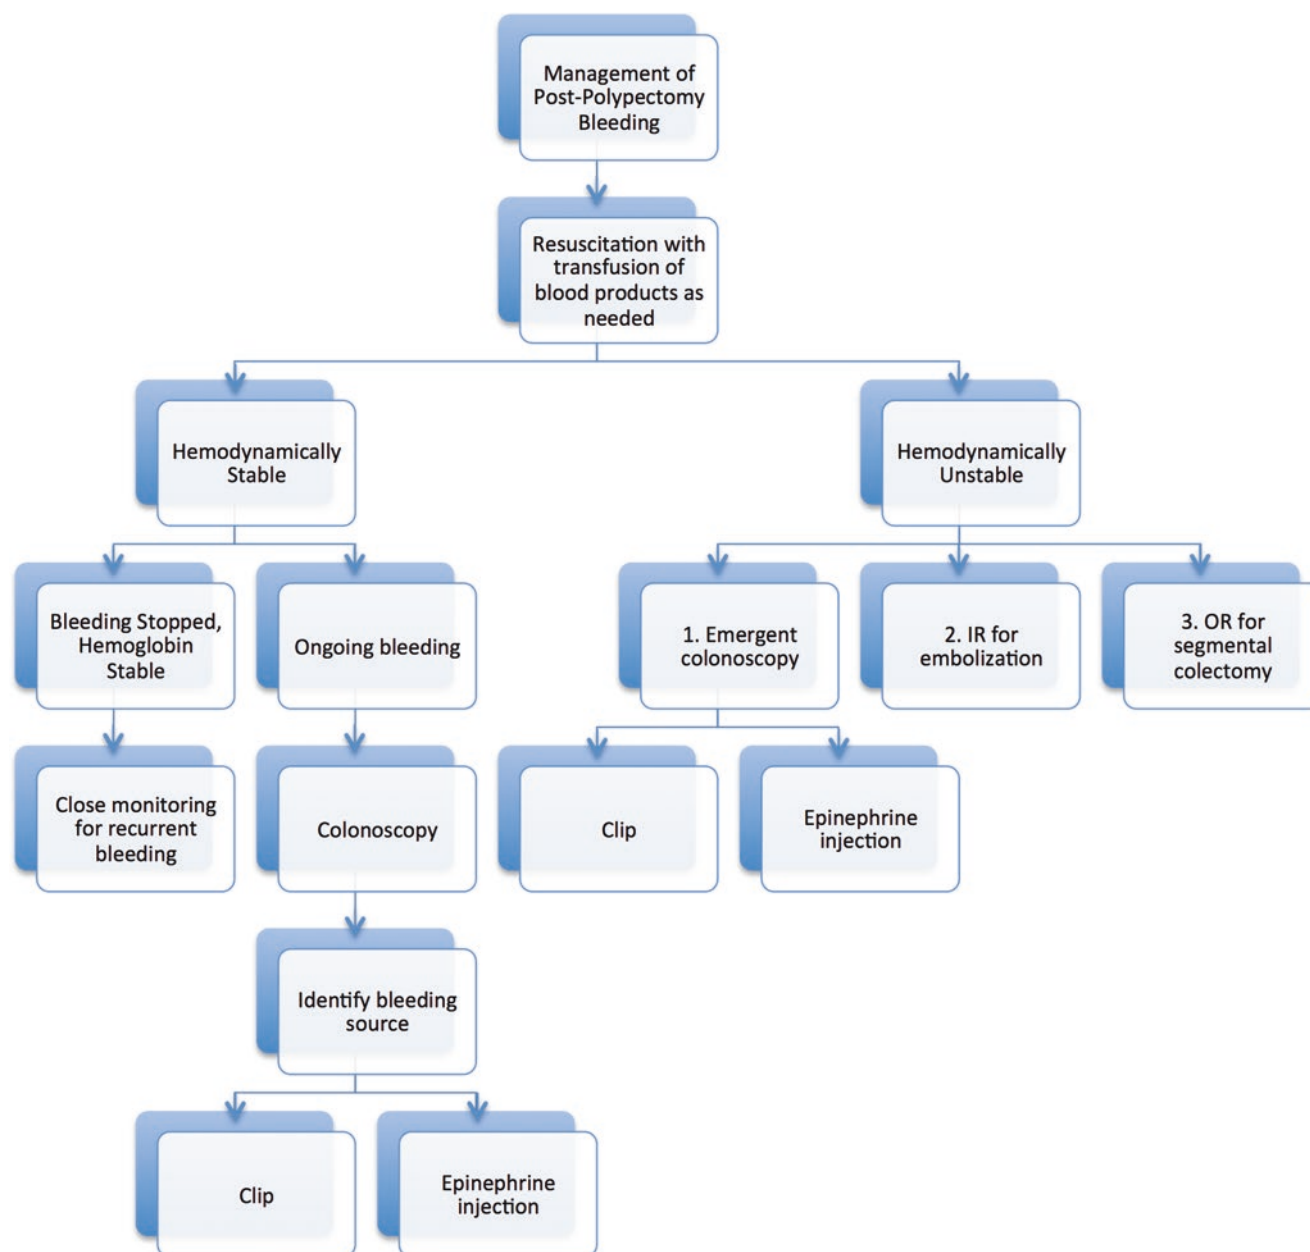 Management of
Post-Polypectomy
Bleeding
Resuscitation with
transfusion of
blood products as
needed
Hemodynamically
Stable
Hemodynamically
Unstable
Bleeding Stopped,
Hemoglobin
Stable
Ongoing bleeding
1. Emergent
colonoscopy
2. IR for
embolization
3. OR for
segmental
colectomy
Close monitoring
for recurrent
bleeding
Colonoscopy
Clip
Epinephrine
injection
Identify bleeding
source
Clip
Epinephrine
injection